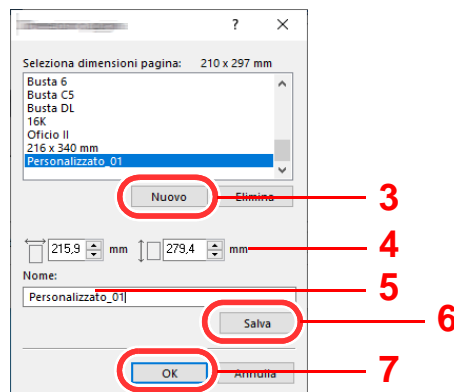 ?
Seleziona dimensioni pagina: 210 x 297 mm
Busta 6
Busta C5
Busta DL
16K
Oficio II
216 x 340 mm
Personalizzato_01
Nuovo Elimina 3
215,9 mm 279,4 mm 4
Nome:
5
Personalizzato_01
Salva 6
OK Annulla 7